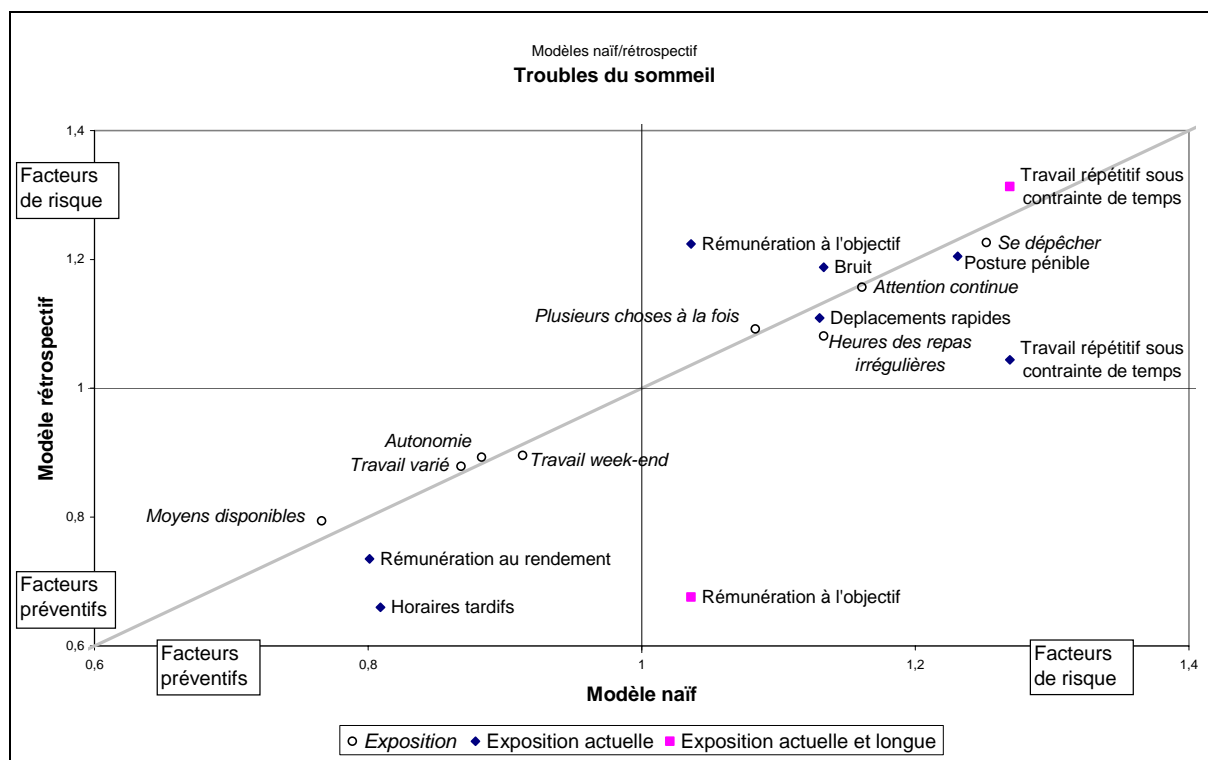 Modèles naïf/rétrospectif
Troubles du sommeil
1,4
Facteurs
de risque
Travail répétitif sous
contrainte de temps
Rémunération à l'objectif
Se dépêcher
1,2
Bruit
Posture pénible
Attention continue
Plusieurs choses à la fois
Deplacements rapides
Heures des repas
irrégulières
Travail répétitif sous
contrainte de temps
1
Modèle rétrospectif
Autonomie
Travail varié
Travail week-end
0,8
Moyens disponibles
Rémunération au rendement
Facteurs
préventifs
Horaires tardifs
Rémunération à l'objectif
0,6
0,6
0,8
1
1,2
1,4
Facteurs
préventifs
Facteurs
de risque
Modèle naïf
Exposition
Exposition actuelle
Exposition actuelle et longue